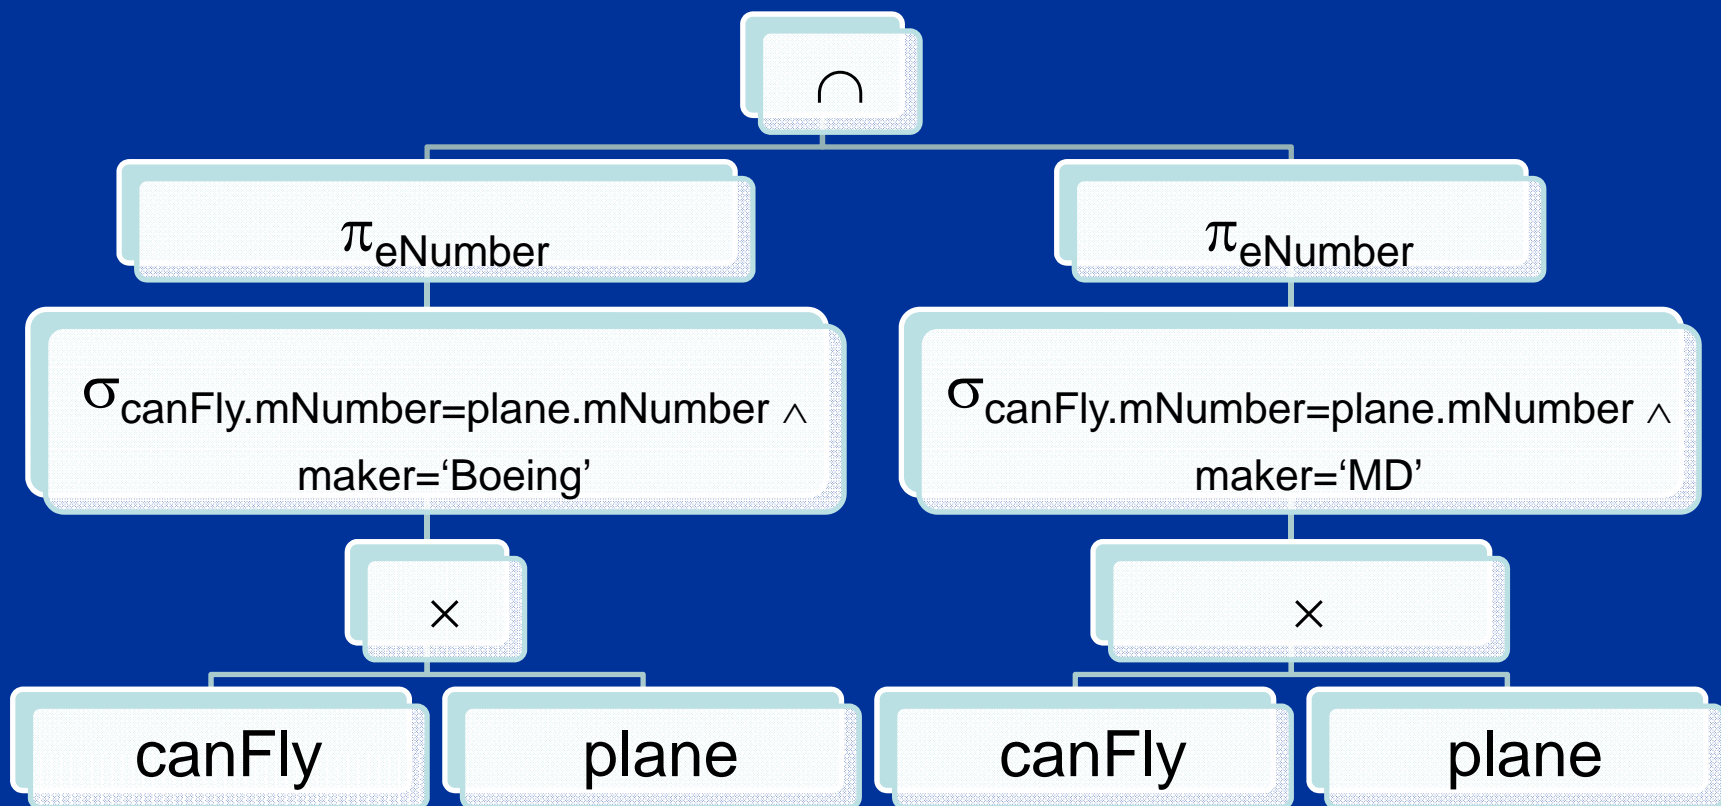 ∩
πeNumber
πeNumber
σcanFly.mNumber=plane.mNumber ∧
maker=‘Boeing’
σcanFly.mNumber=plane.mNumber ∧
maker=‘MD’
×
×
canFly
plane
canFly
plane